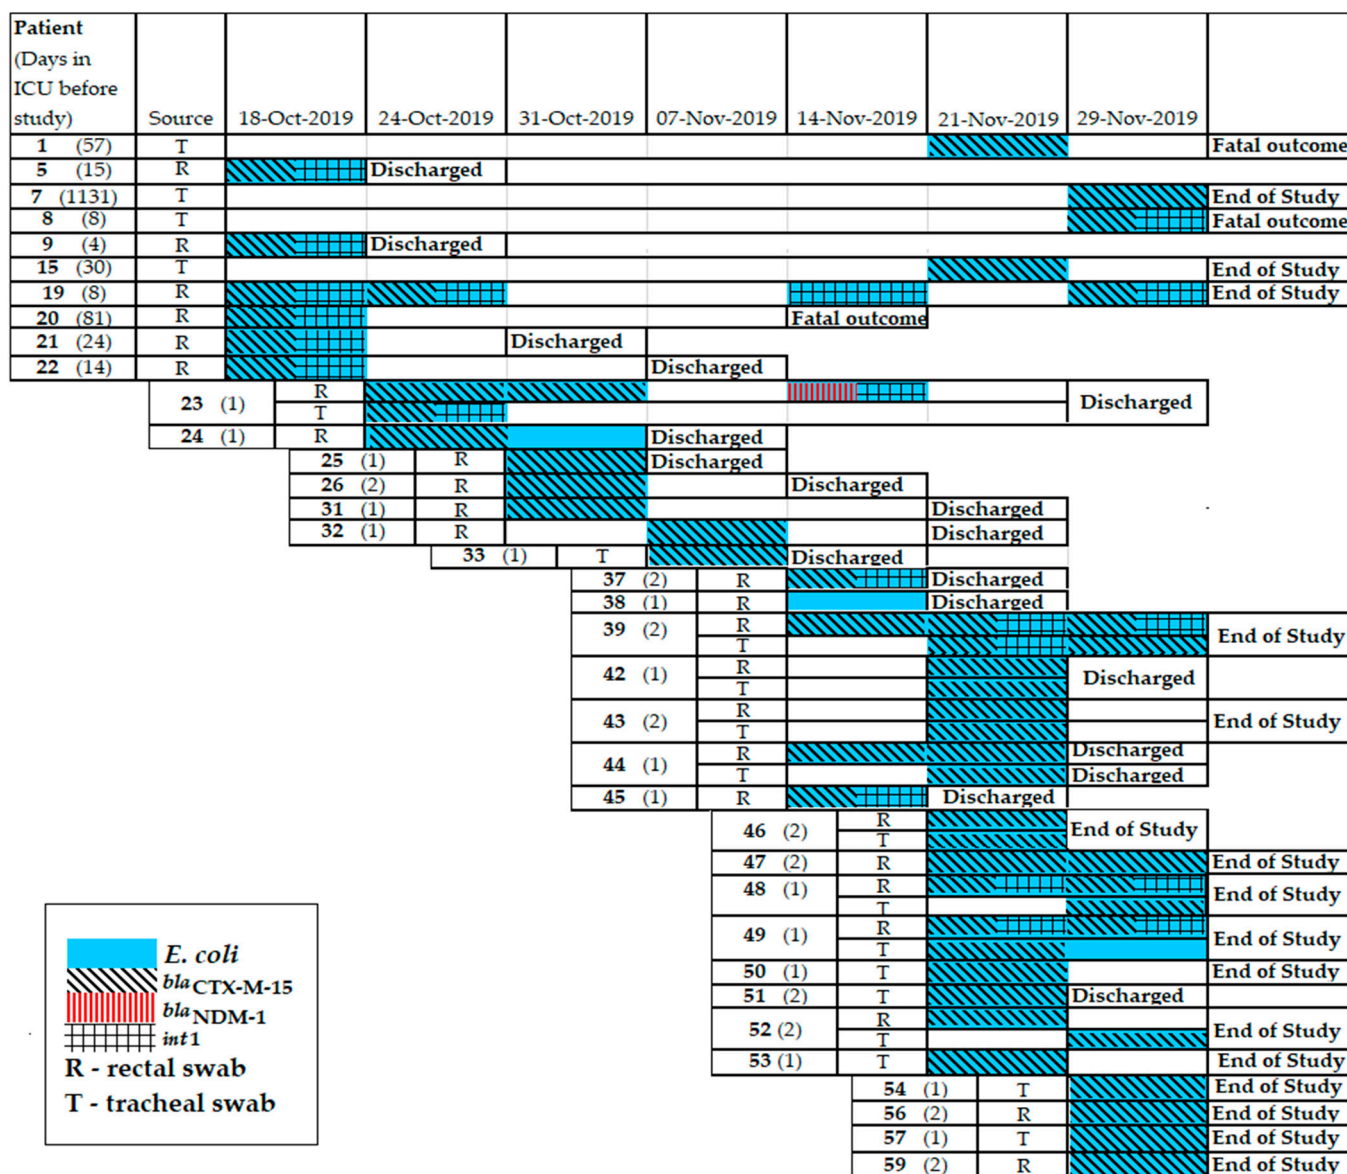 Patient
(Days in
ICU before
study) Source 18-Oct-2019 24-Oct-2019 31-Oct-2019 07-Nov-2019 14-Nov-2019 21-Nov-2019 29-Nov-2019
1 (57) T Fatal outcome
5 (15) R Discharged
7 (1131) T End of Study
8 (8) T Fatal outcome
9 (4) R Discharged
15 (30) T End of Study
19 (8) R End of Study
20 (81) R Fatal outcome
21 (24) R Discharged
22 (14) R Discharged
23 (1) R Discharged
T
24 (1) R Discharged
25 (1) R Discharged
26 (2) R Discharged
31 (1) R Discharged
32 (1) R Discharged
33 (1) T Discharged
37 (2) R Discharged
38 (1) R Discharged
39 (2) R End of Study
T
42 (1) R Discharged
T
43 (2) R End of Study
T
44 (1) R Discharged
T Discharged
45 (1) R Discharged
46 (2) R End of Study
T
47 (2) R End of Study
48 (1) R End of Study
T
49 (1) R End of Study
T
50 (1) T End of Study
51 (2) T Discharged
52 (2) R End of Study
T
53 (1) T End of Study
54 (1) T End of Study
56 (2) R End of Study
57 (1) T End of Study
59 (2) R End of Study
E. coli
bla CTX-M-15
bla NDM-1
int1
R - rectal swab
T - tracheal swab